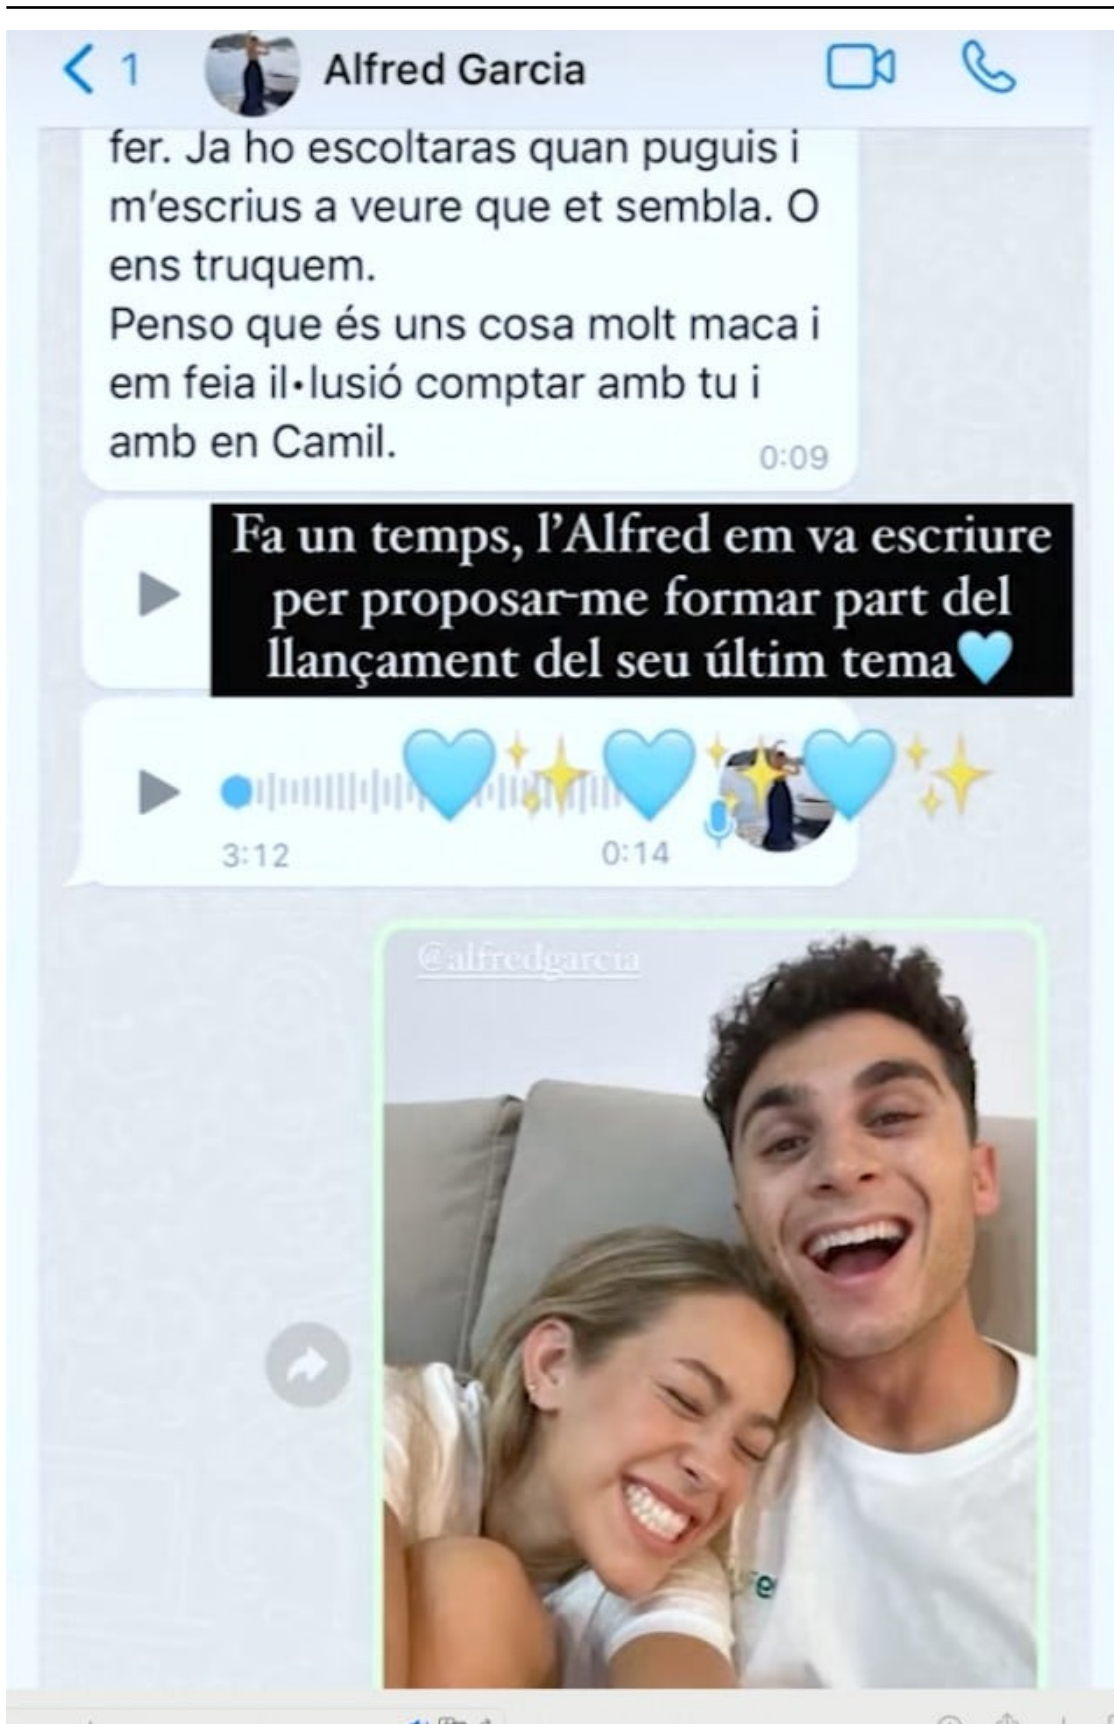 1
Alfred Garcia
fer. Ja ho escoltaras quan puguis i
m'escrius a veure que et sembla. O
ens truquem.
Penso que és uns cosa molt maca i
em feia il•lusió comptar amb tu i
amb en Camil.
0:09
Fa un temps, l'Alfred em va escriure
per proposar-me formar part del
llançament del seu últim tema🩵
🩵✨🩵✨🩵✨
3:12
0:14
@alfredgarcia